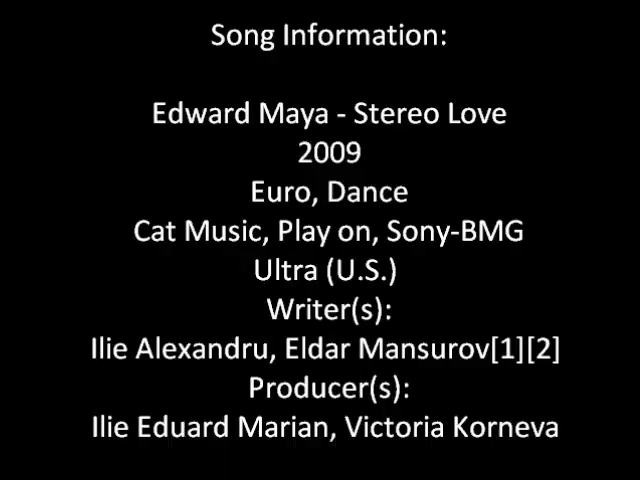 Song Information:
Edward Maya - Stereo Love
2009
Euro, Dance
Cat Music, Play on, Sony-BMG
Ultra (U.S.)
Writer(s):
Ilie Alexandru, Eldar Mansurov[1][2]
Producer(s):
Ilie Eduard Marian, Victoria Korneva